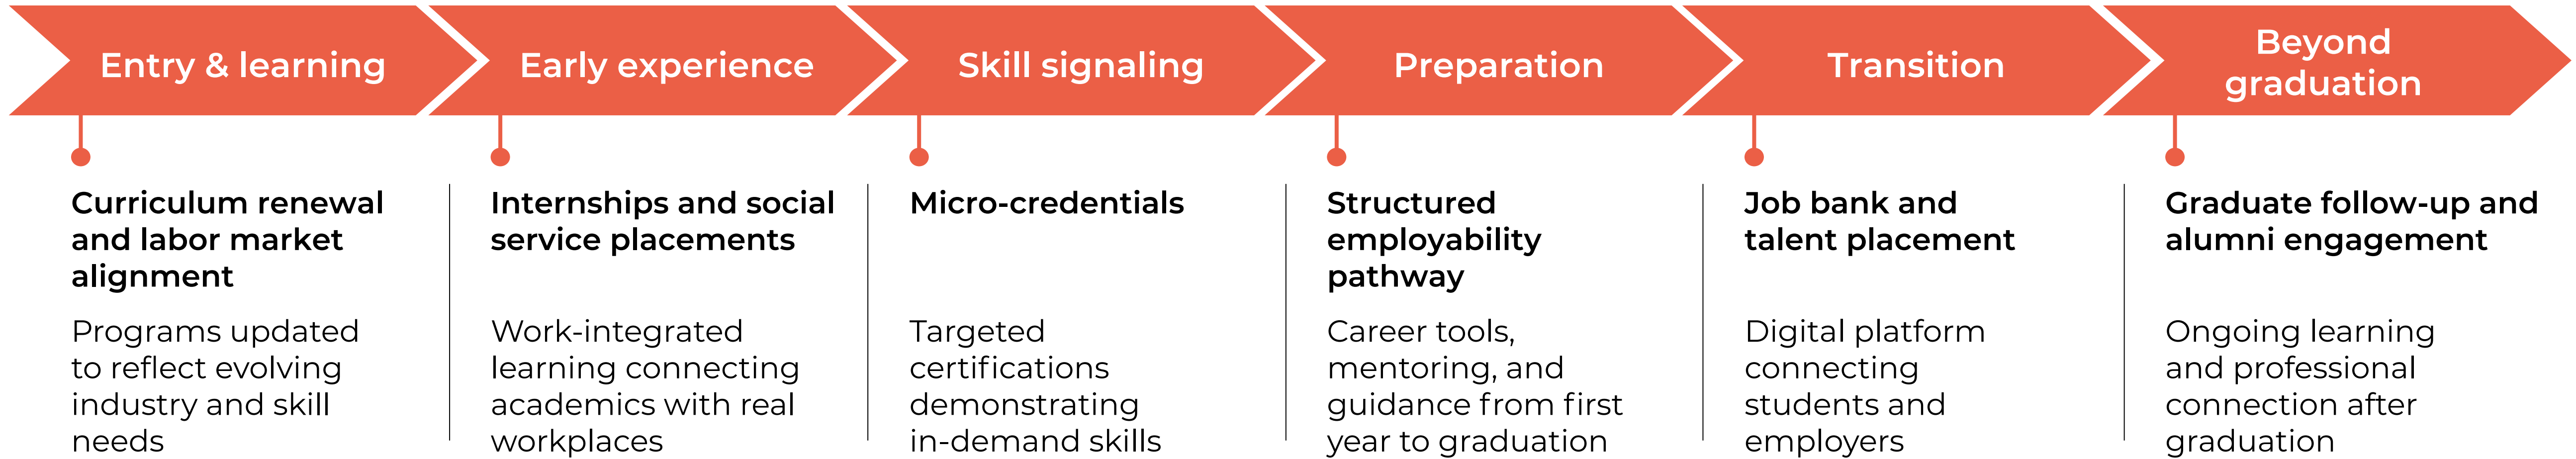 Entry & learning
Early experience
Skill signaling
Preparation
Transition
Beyond
graduation
Curriculum renewal
and labor market
alignment
Programs updated
to reflect evolving
industry and skill
needs
Internships and social
service placements
Work-integrated
learning connecting
academics with real
workplaces
Micro-credentials
Targeted
certifications
demonstrating
in-demand skills
Structured
employability
pathway
Career tools,
mentoring, and
guidance from first
year to graduation
Job bank and
talent placement
Digital platform
connecting
students and
employers
Graduate follow-up and
alumni engagement
Ongoing learning
and professional
connection after
graduation